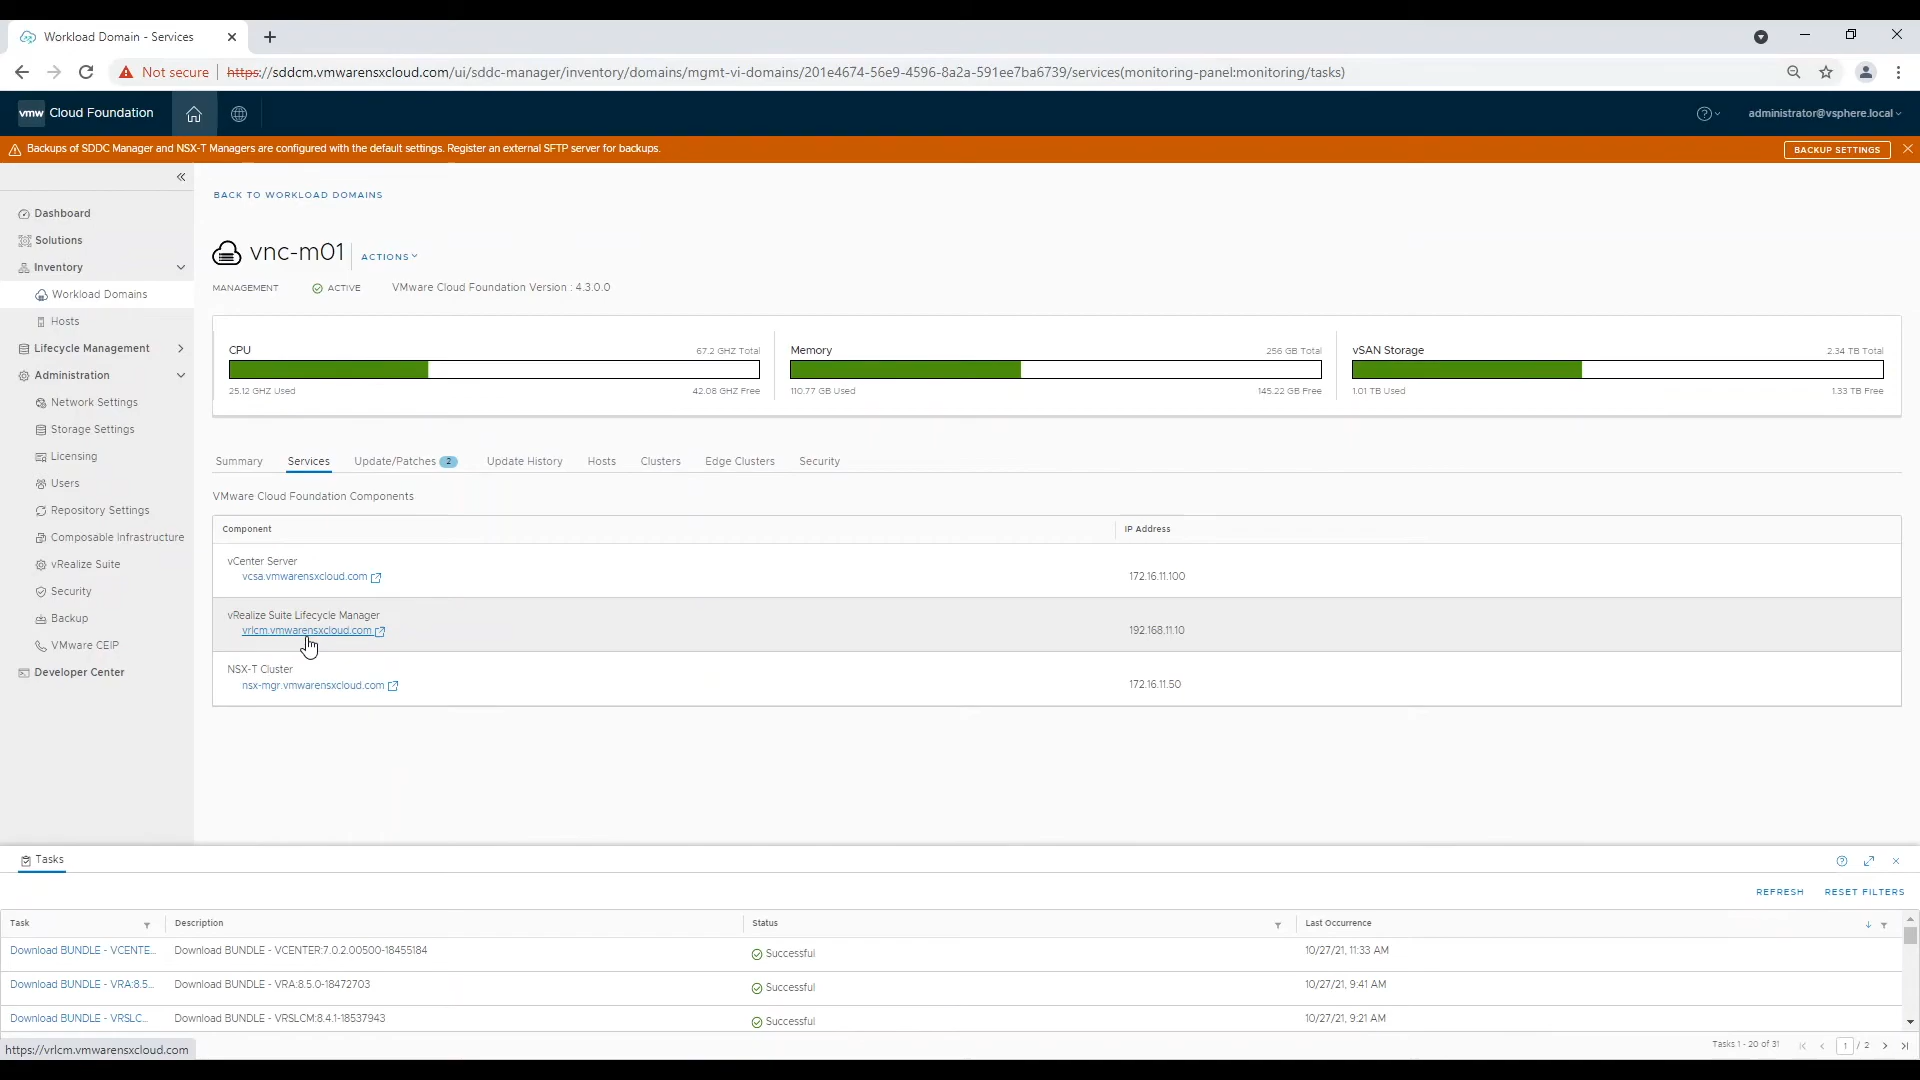 Workload Domain - Services
Not secure
https://sddcm.vmwarensxcloud.com/ui/sddc-manager/inventory/domains/mgmt-vi-domains/201e4674-56e9-4596-8a2a-591ee7ba6739/services(monitoring-panel:monitoring/tasks)
vmw Cloud Foundation
administrator@vsphere.local
Backups of SDDC Manager and NSX-T Managers are configured with the default settings. Register an external SFTP server for backups.
BACKUP SETTINGS
Dashboard
Solutions
Inventory
Workload Domains
Hosts
Lifecycle Management
Administration
Network Settings
Storage Settings
Licensing
Users
Repository Settings
Composable Infrastructure
vRealize Suite
Security
Backup
VMware CEIP
Developer Center
BACK TO WORKLOAD DOMAINS
vnc-m01
ACTIONS
MANAGEMENT ACTIVE VMware Cloud Foundation Version : 4.3.0.0
CPU 67.2 GHZ Total
25.12 GHZ Used 42.08 GHZ Free
Memory 256 GB Total
110.77 GB Used 145.22 GB Free
vSAN Storage 2.34 TB Total
1.01 TB Used 1.33 TB Free
Summary Services Update/Patches 2 Update History Hosts Clusters Edge Clusters Security
VMware Cloud Foundation Components
Component IP Address
vCenter Server
vcsa.vmwarensxcloud.com 172.16.11.100
vRealize Suite Lifecycle Manager
vrlcm.vmwarensxcloud.com 192.168.11.10
NSX-T Cluster
nsx-mgr.vmwarensxcloud.com 172.16.11.50
Tasks
REFRESH RESET FILTERS
Task Description Status Last Occurrence
Download BUNDLE - VCENTE... Download BUNDLE - VCENTER:7.0.2.00500-18455184 Successful 10/27/21, 11:33 AM
Download BUNDLE - VRA:8.5... Download BUNDLE - VRA:8.5.0-18472703 Successful 10/27/21, 9:41 AM
Download BUNDLE - VRSLC... Download BUNDLE - VRSLCM:8.4.1-18537943 Successful 10/27/21, 9:21 AM
https://vrlcm.vmwarensxcloud.com
Tasks 1 - 20 of 31 1 / 2